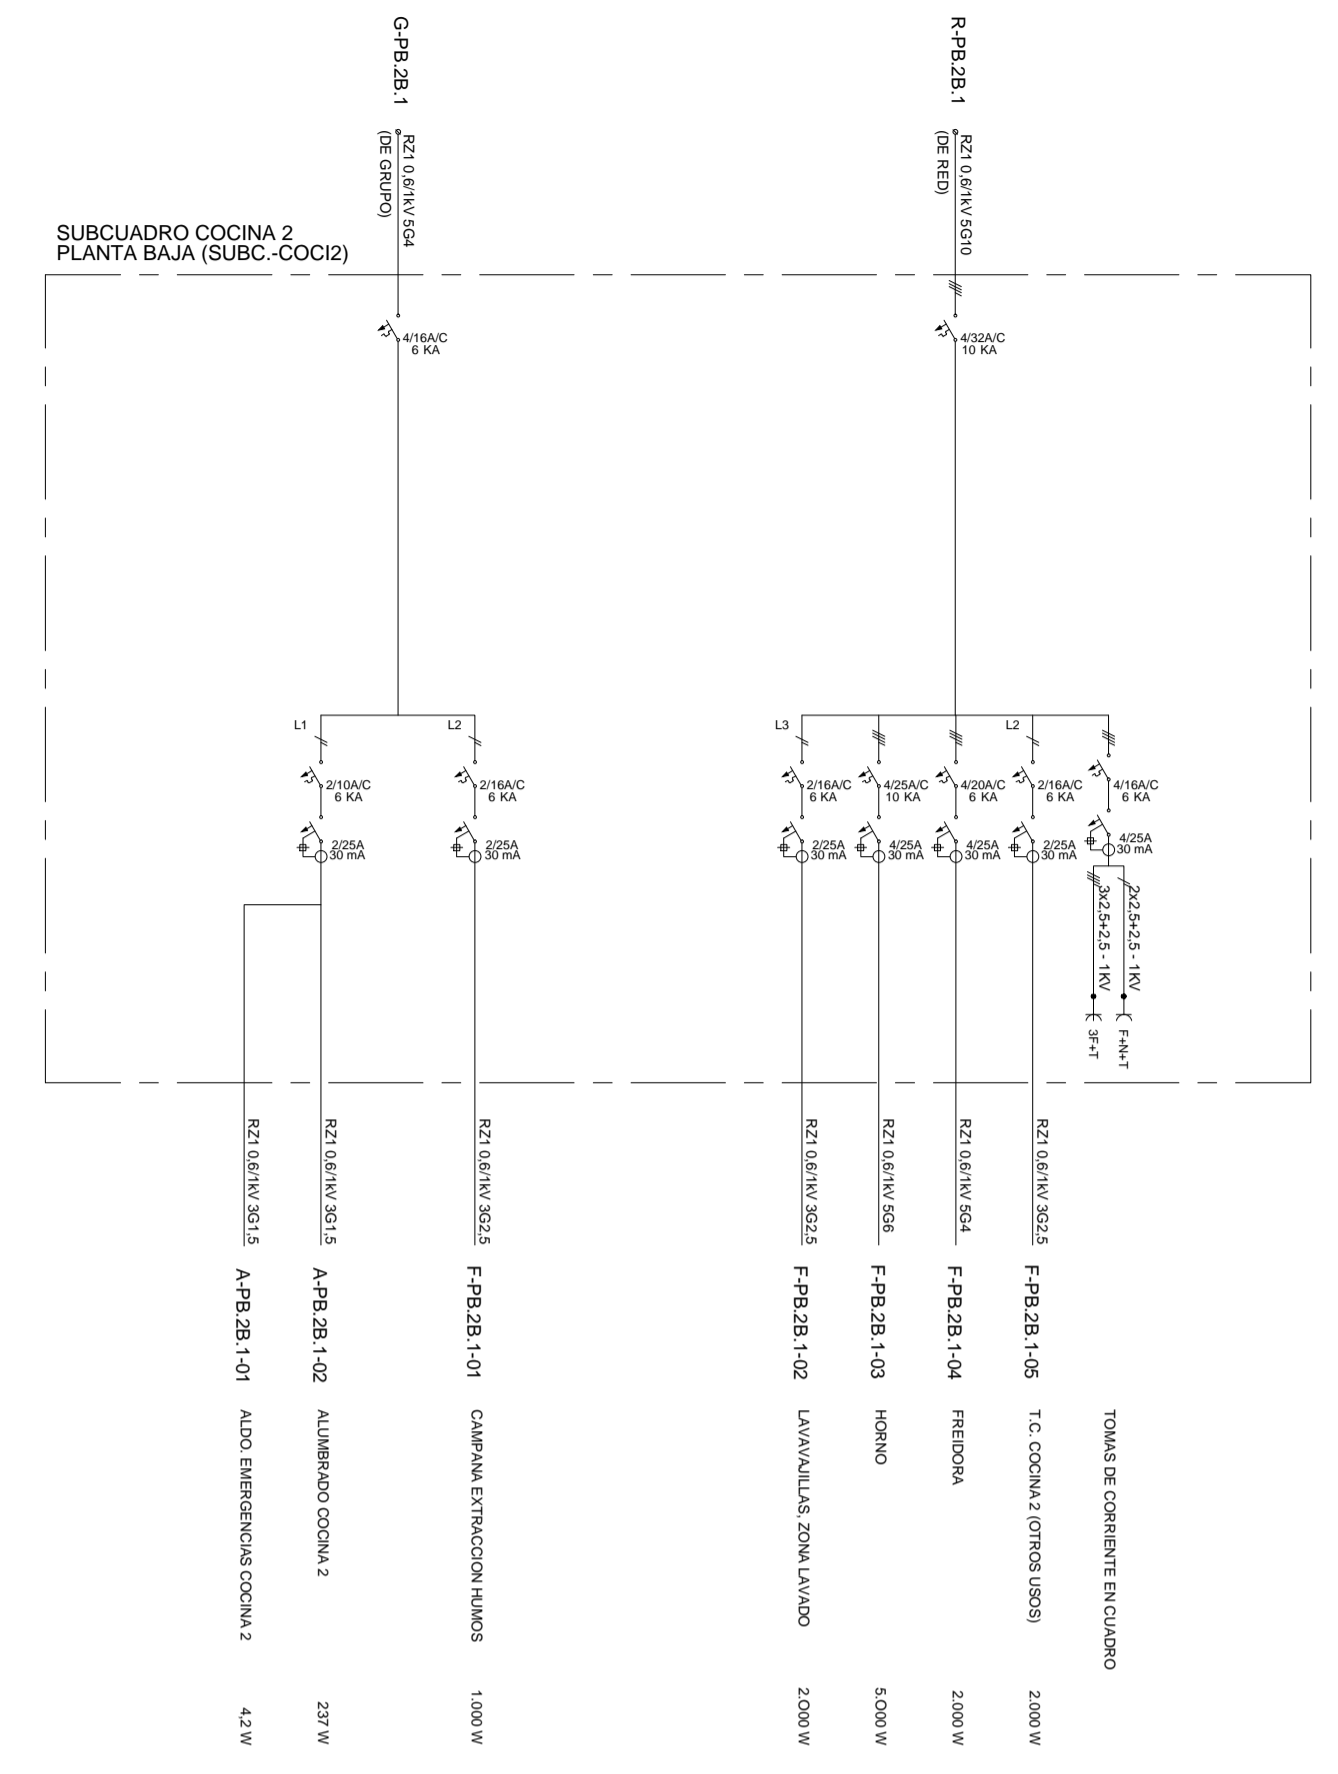 G-PB.2B.1
RZ1 0,6/1kV 5G4
(DE GRUPO)
R-PB.2B.1
RZ1 0,6/1kV 5G10
(DE RED)
SUBCUADRO COCINA 2
PLANTA BAJA (SUBC.-COCI2)
4/16A/C
6 KA
4/32A/C
10 KA
L1
L2
L3
L2
2/10A/C
6 KA
2/16A/C
6 KA
2/16A/C
6 KA
4/25A/C
10 KA
4/20A/C
6 KA
2/16A/C
6 KA
4/16A/C
6 KA
2/25A
30 mA
2/25A
30 mA
2/25A
30 mA
4/25A
30 mA
4/25A
30 mA
2/25A
30 mA
4/25A
30 mA
3x2,5+2,5 - 1KV
2x2,5+2,5 - 1KV
3F+T
F+N+T
RZ1 0,6/1kV 3G1,5
RZ1 0,6/1kV 3G1,5
RZ1 0,6/1kV 3G2,5
RZ1 0,6/1kV 3G2,5
RZ1 0,6/1kV 5G6
RZ1 0,6/1kV 5G4
RZ1 0,6/1kV 3G2,5
A-PB.2B.1-01
A-PB.2B.1-02
F-PB.2B.1-01
F-PB.2B.1-02
F-PB.2B.1-03
F-PB.2B.1-04
F-PB.2B.1-05
ALDO. EMERGENCIAS COCINA 2
ALUMBRADO COCINA 2
CAMPANA EXTRACCION HUMOS
LAVAVAJILLAS, ZONA LAVADO
HORNO
FREIDORA
T.C. COCINA 2 (OTROS USOS)
TOMAS DE CORRIENTE EN CUADRO
4,2 W
237 W
1.000 W
2.O00 W
5.O00 W
2.000 W
2.000 W